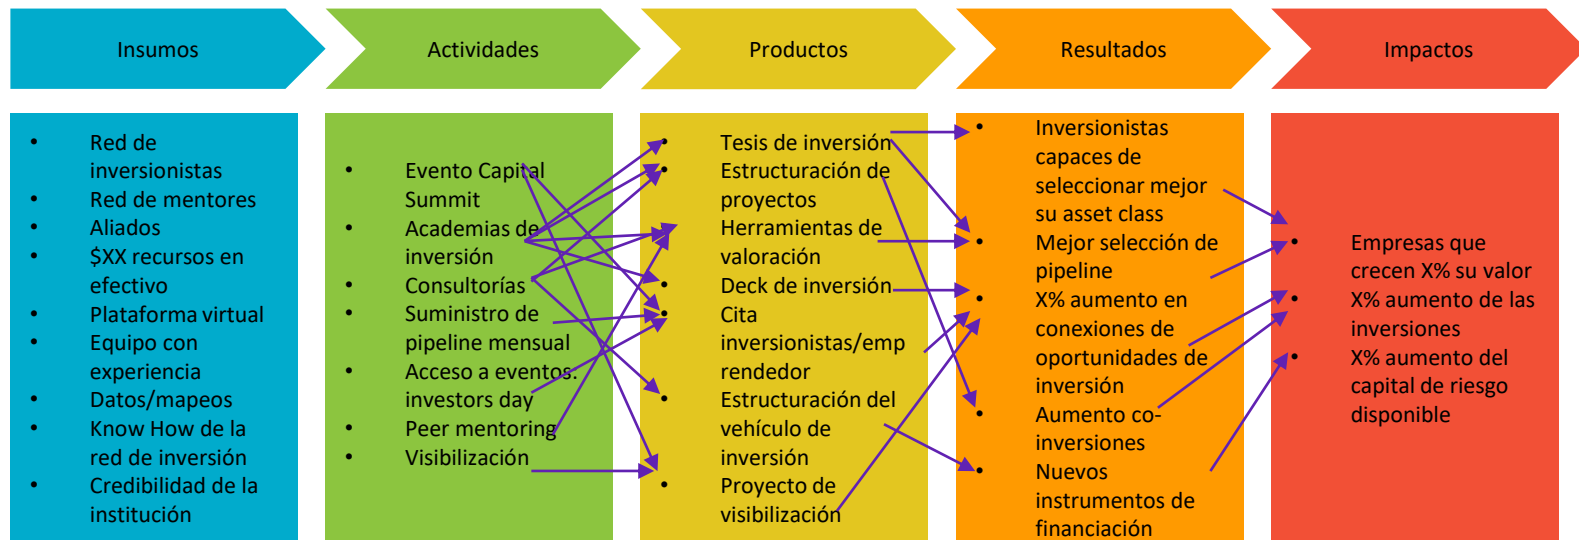 Insumos
Actividades
Productos
Resultados
Impactos
• Red de
inversionistas
• Red de mentores
• Aliados
• $XX recursos en
efectivo
• Plataforma virtual
• Equipo con
experiencia
• Datos/mapeos
• Know How de la
red de inversión
• Credibilidad de la
institución
• Evento Capital
Summit
• Academias de
inversión
• Consultorías
• Suministro de
pipeline mensual
• Acceso a eventos:
investors day
• Peer mentoring
• Visibilización
• Tesis de inversión
• Estructuración de
proyectos
• Herramientas de
valoración
• Deck de inversión
• Cita
inversionistas/emp
rendedor
• Estructuración del
vehículo de
inversión
• Proyecto de
visibilización
• Inversionistas
capaces de
seleccionar mejor
su asset class
• Mejor selección de
pipeline
• X% aumento en
conexiones de
oportunidades de
inversión
• Aumento co-
inversiones
• Nuevos
instrumentos de
financiación
• Empresas que
crecen X% su valor
• X% aumento de las
inversiones
• X% aumento del
capital de riesgo
disponible